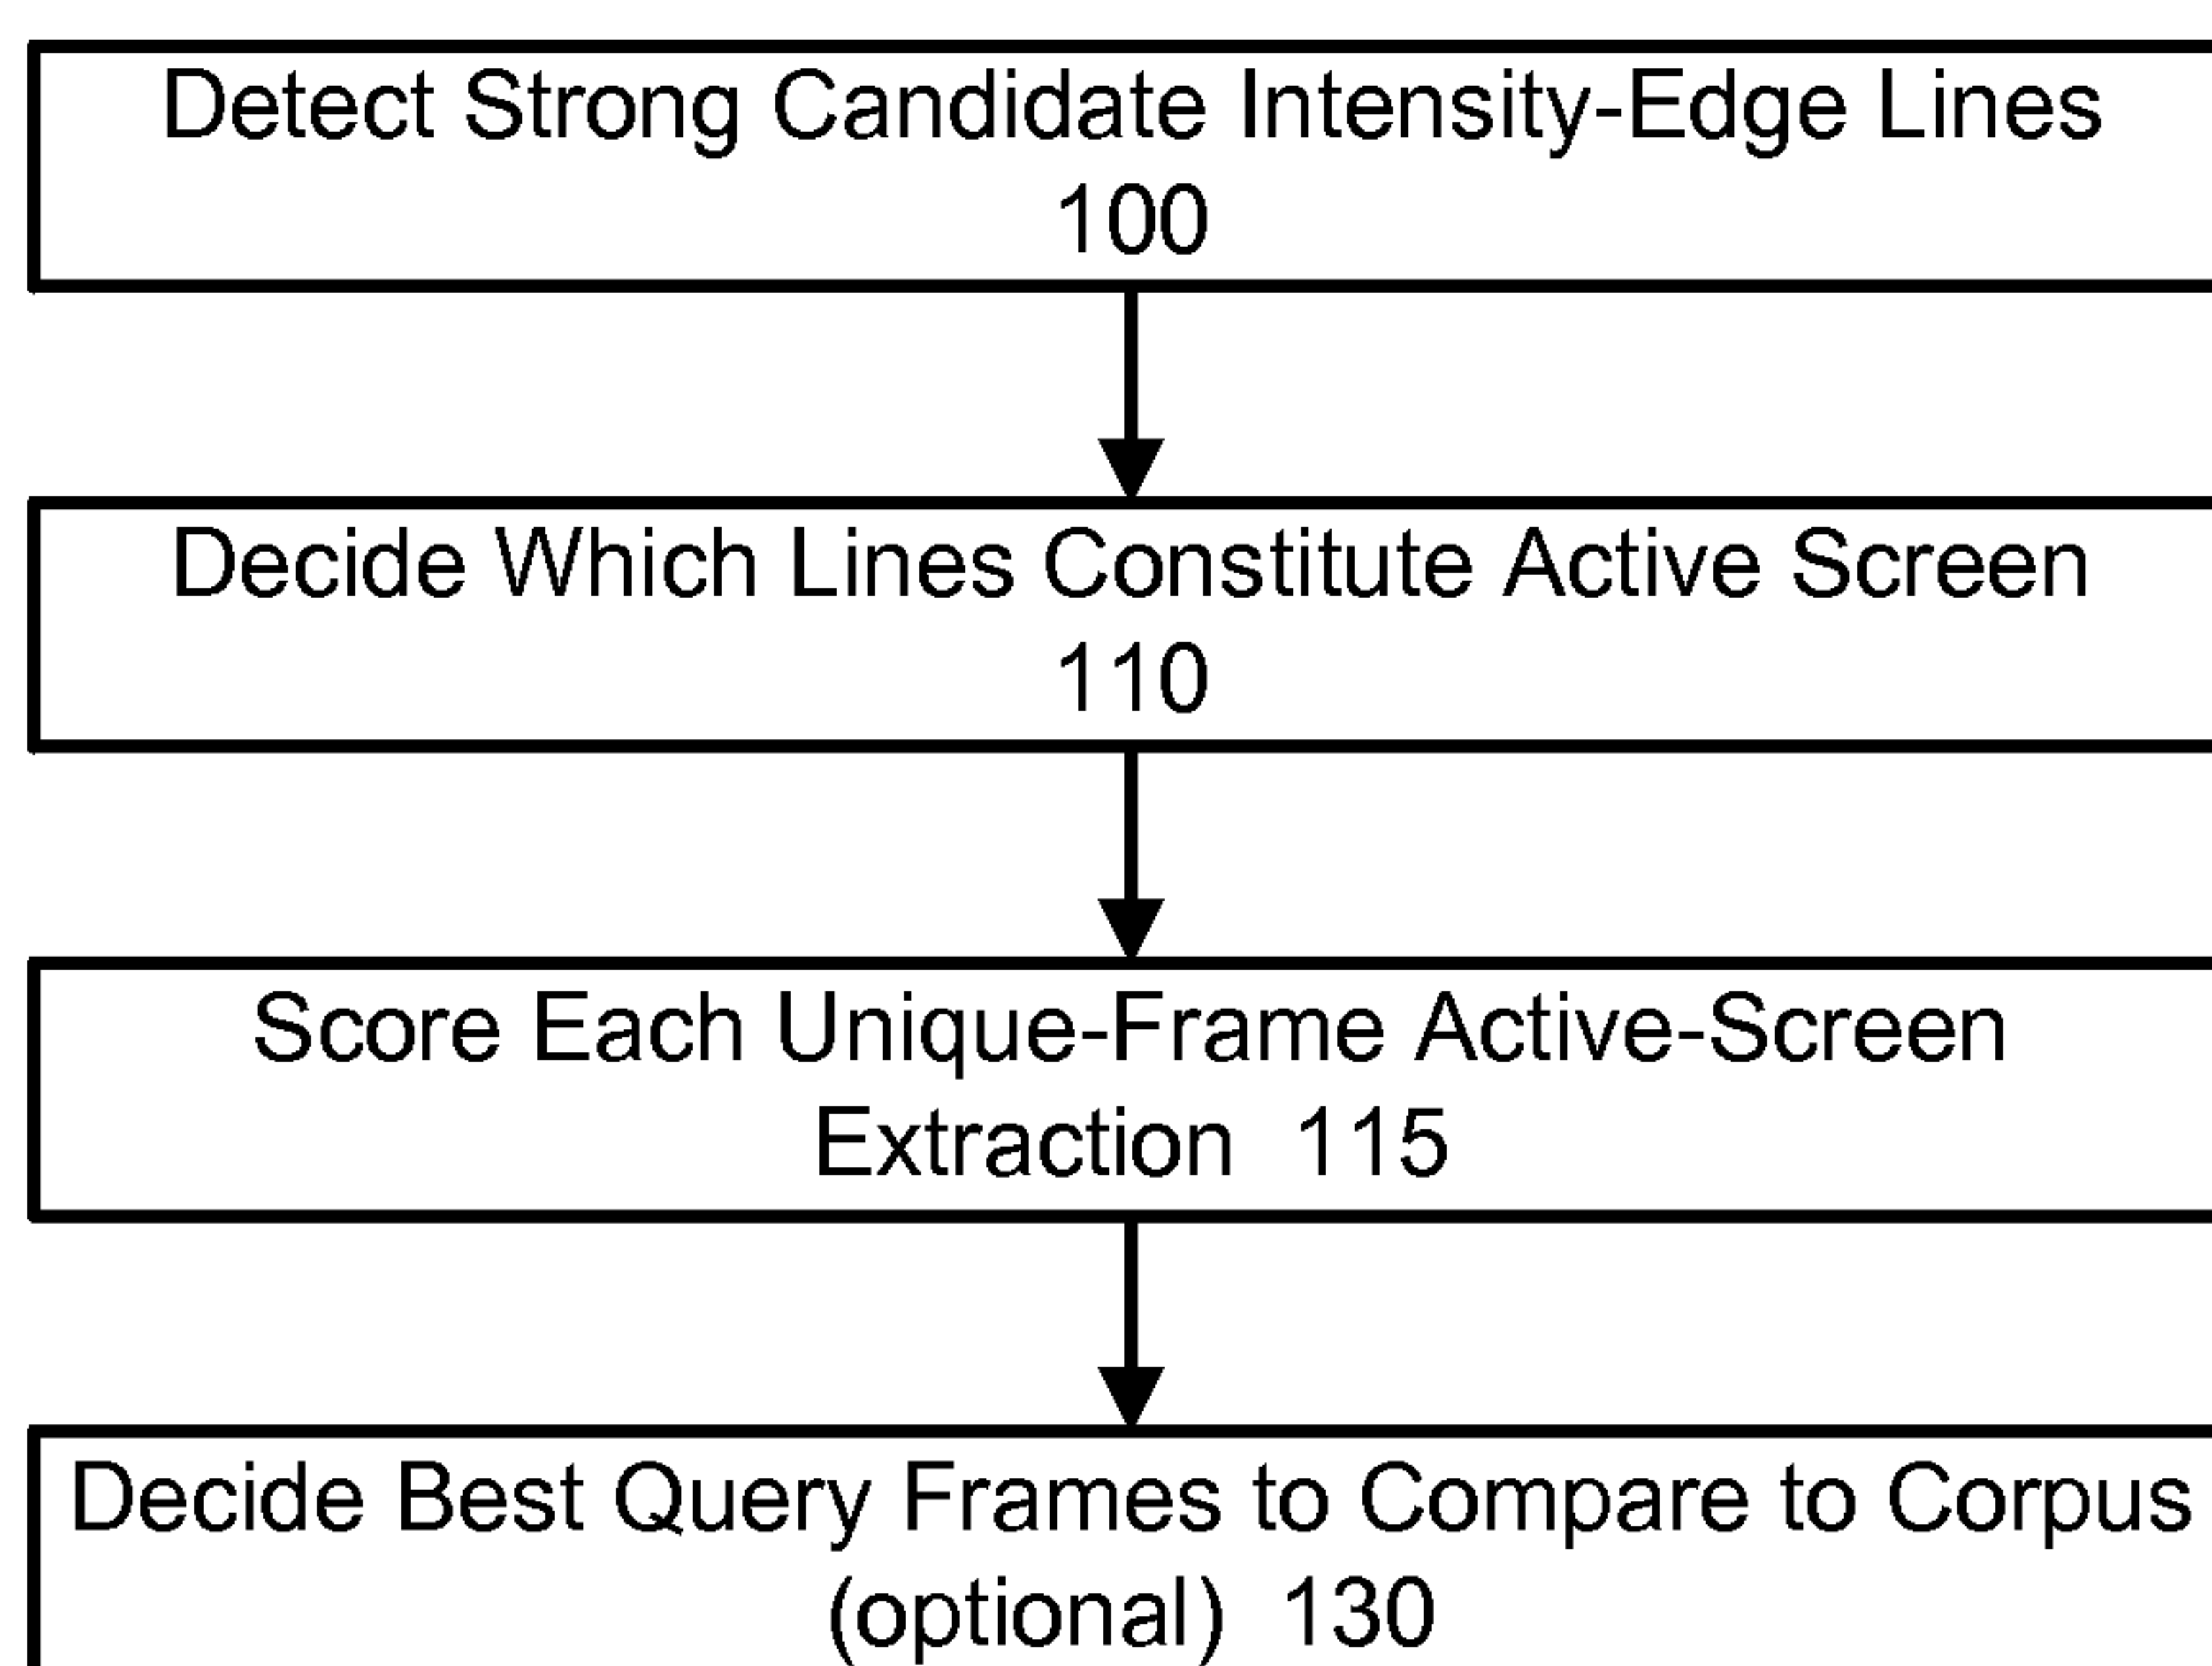 Detect Strong Candidate Intensity-Edge Lines
100
Decide Which Lines Constitute Active Screen
110
Score Each Unique-Frame Active-Screen
Extraction 115
Decide Best Query Frames to Compare to Corpus
(optional) 130